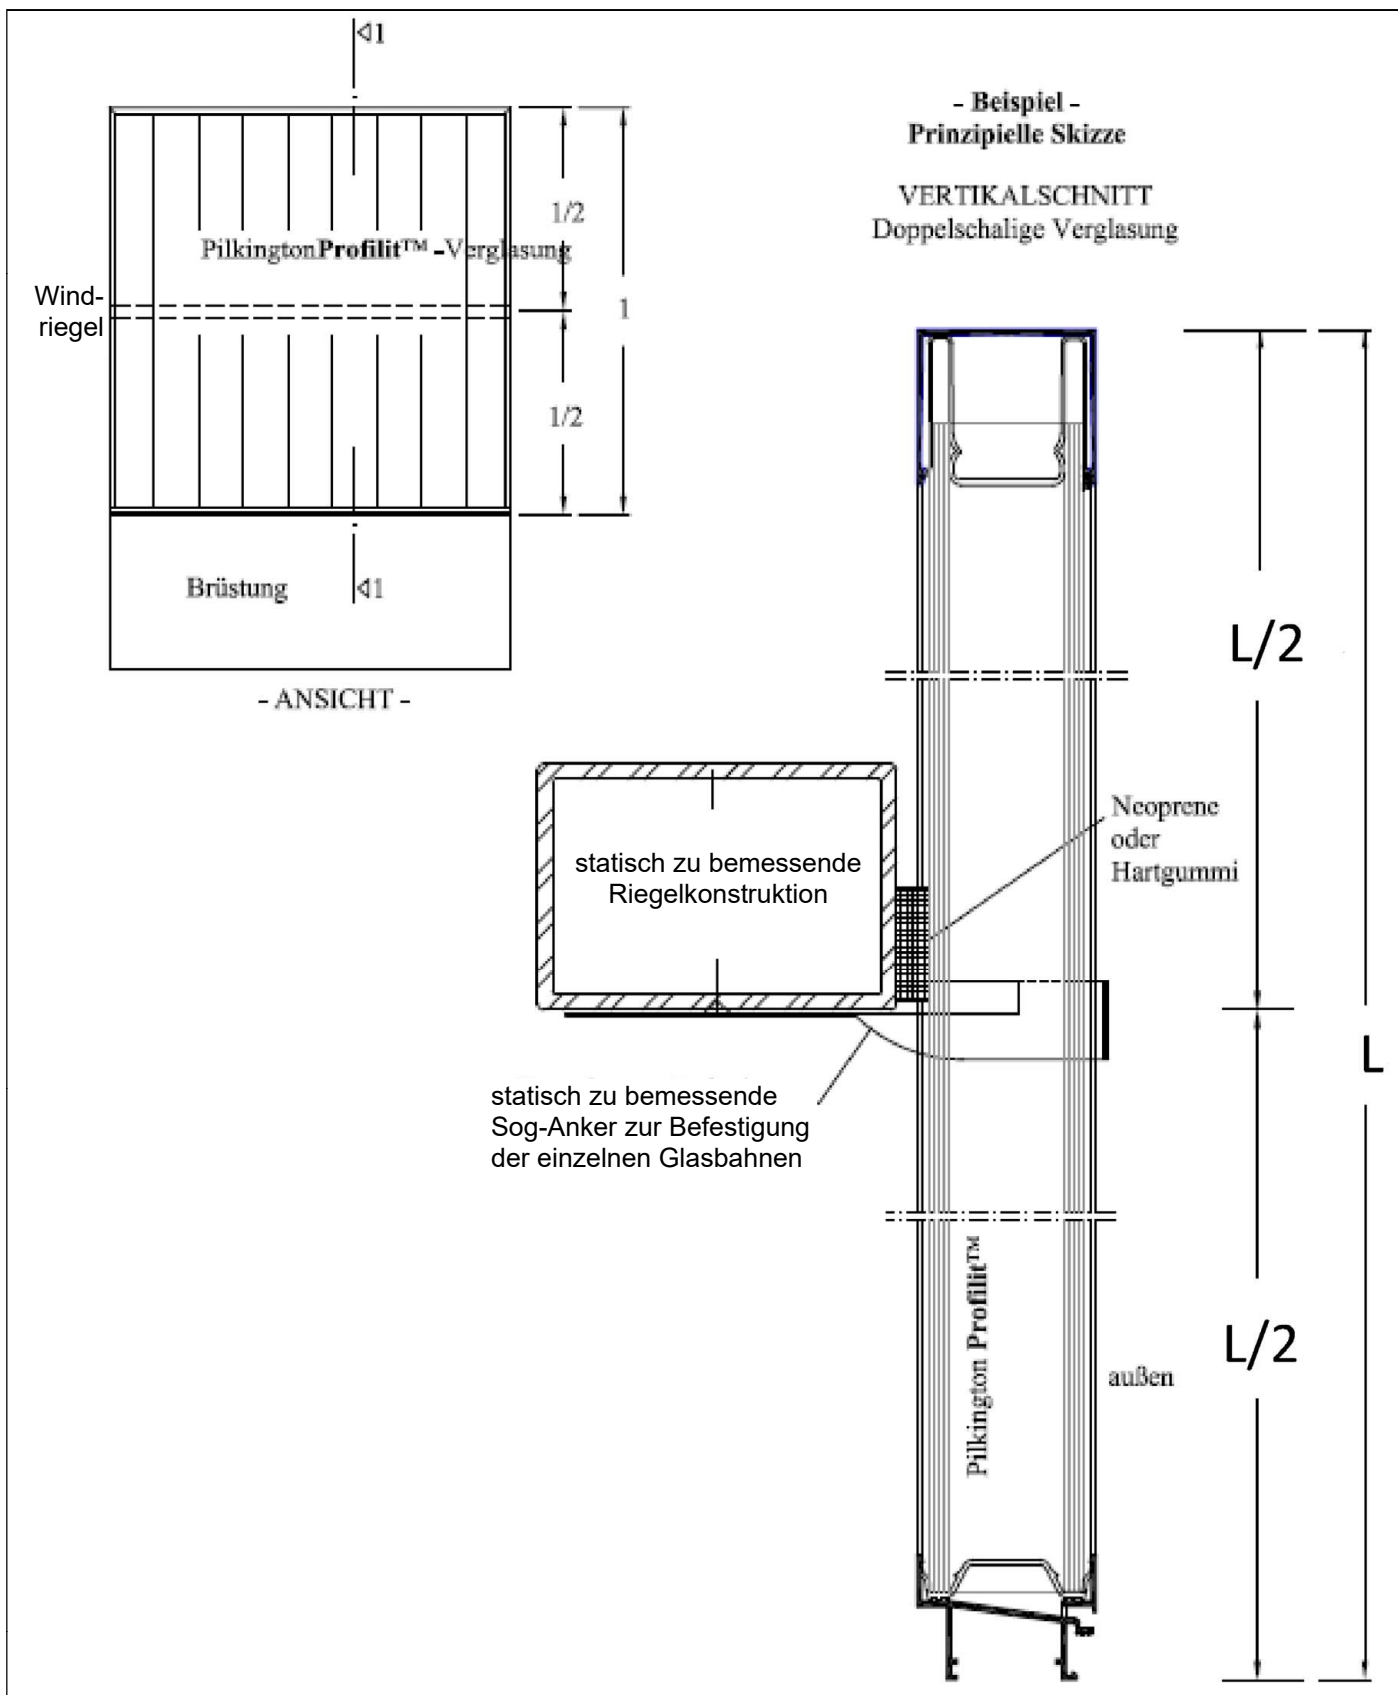 1
- Beispiel -
Prinzipielle Skizze
VERTIKALSCHNITT
Doppelschalige Verglasung
1/2
Pilkington Profilit™ -Verglasung
Wind-
riegel
1
1/2
Brüstung
1
- ANSICHT -
L/2
Neoprene
oder
Hartgummi
statisch zu bemessende
Riegelkonstruktion
L
statisch zu bemessende
Sog-Anker zur Befestigung
der einzelnen Glasbahnen
Pilkington Profilit™
L/2
außen